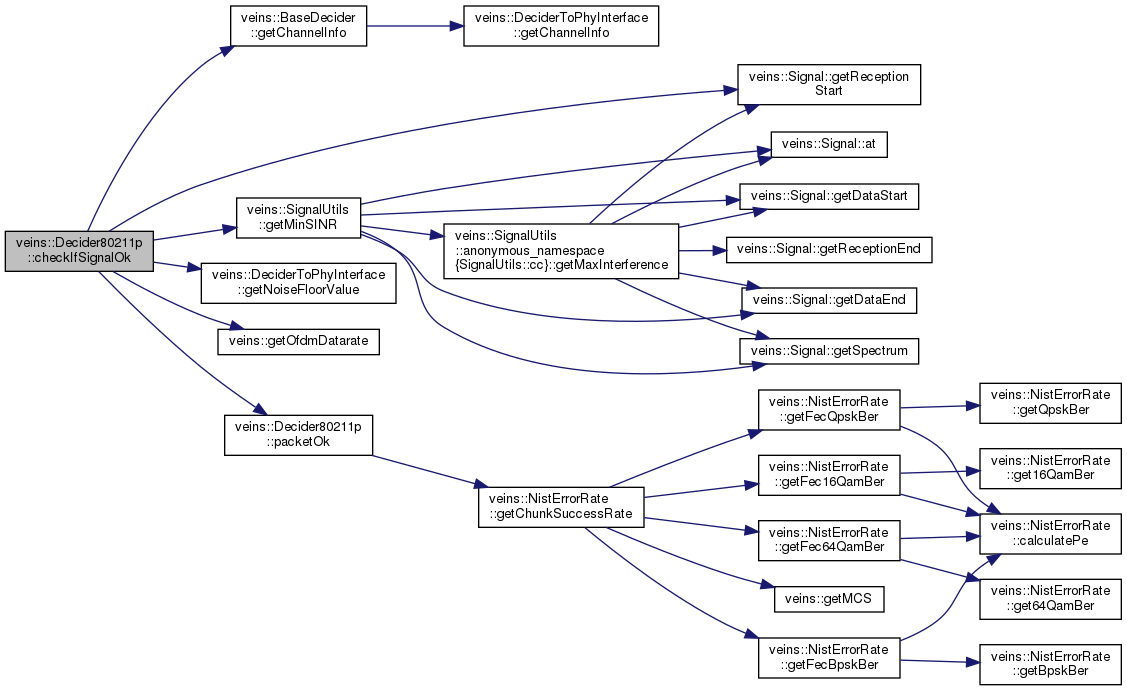 veins::BaseDecider
::getChannelInfo
veins::DeciderToPhyInterface
::getChannelInfo
veins::Signal::getReception
Start
veins::Signal::at
veins::SignalUtils
::getMinSINR
veins::Signal::getDataStart
veins::Decider80211p
::checkIfSignalOk
veins::SignalUtils
::anonymous_namespace
{SignalUtils::cc}::getMaxInterference
veins::Signal::getReceptionEnd
veins::DeciderToPhyInterface
::getNoiseFloorValue
veins::Signal::getDataEnd
veins::getOfdmDatarate
veins::Signal::getSpectrum
veins::Decider80211p
::packetOk
veins::NistErrorRate
::getFecQpskBer
veins::NistErrorRate
::getQpskBer
veins::NistErrorRate
::getFec16QamBer
veins::NistErrorRate
::get16QamBer
veins::NistErrorRate
::getChunkSuccessRate
veins::NistErrorRate
::getFec64QamBer
veins::NistErrorRate
::calculatePe
veins::getMCS
veins::NistErrorRate
::get64QamBer
veins::NistErrorRate
::getFecBpskBer
veins::NistErrorRate
::getBpskBer